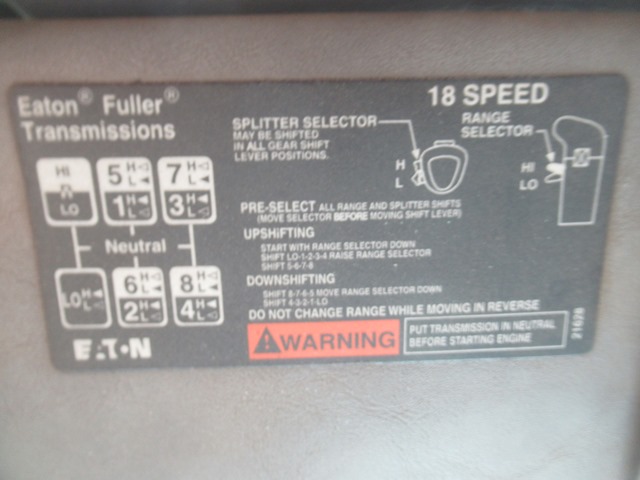 Eaton® Fuller®
Transmissions
18 SPEED
SPLITTER SELECTOR
MAY BE SHIFTED
IN ALL GEAR SHIFT
LEVER POSITIONS.
H
L
RANGE
SELECTOR
HI
LO
HI
R
LO
5 H L
1 H L
7 H L
3 H L
Neutral
LO H L
6 H L
2 H L
8 H L
4 H L
PRE-SELECT ALL RANGE AND SPLITTER SHIFTS
(MOVE SELECTOR BEFORE MOVING SHIFT LEVER)
UPSHIFTING
START WITH RANGE SELECTOR DOWN
SHIFT LO-1-2-3-4 RAISE RANGE SELECTOR
SHIFT 5-6-7-8
DOWNSHIFTING
SHIFT 8-7-6-5 MOVE RANGE SELECTOR DOWN
SHIFT 4-3-2-1-LO
DO NOT CHANGE RANGE WHILE MOVING IN REVERSE
WARNING
PUT TRANSMISSION IN NEUTRAL
BEFORE STARTING ENGINE
EATON
21628